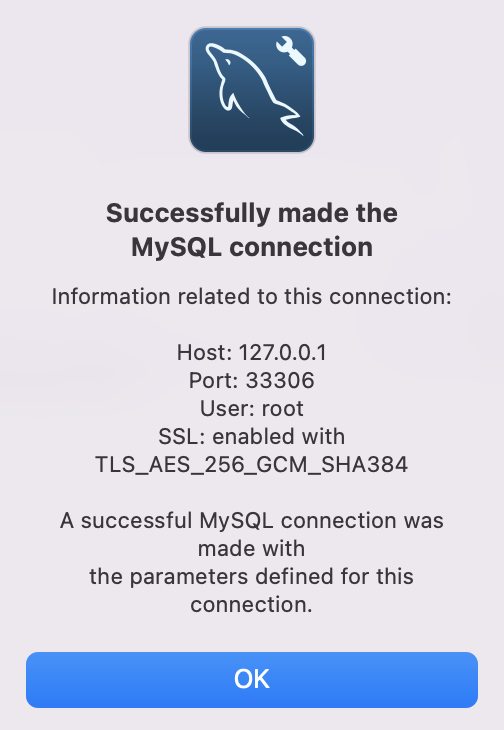 Successfully made the
MySQL connection
Information related to this connection:
Host: 127.0.0.1
Port: 33306
User: root
SSL: enabled with
TLS_AES_256_GCM_SHA384
A successful MySQL connection was
made with
the parameters defined for this
connection.
OK